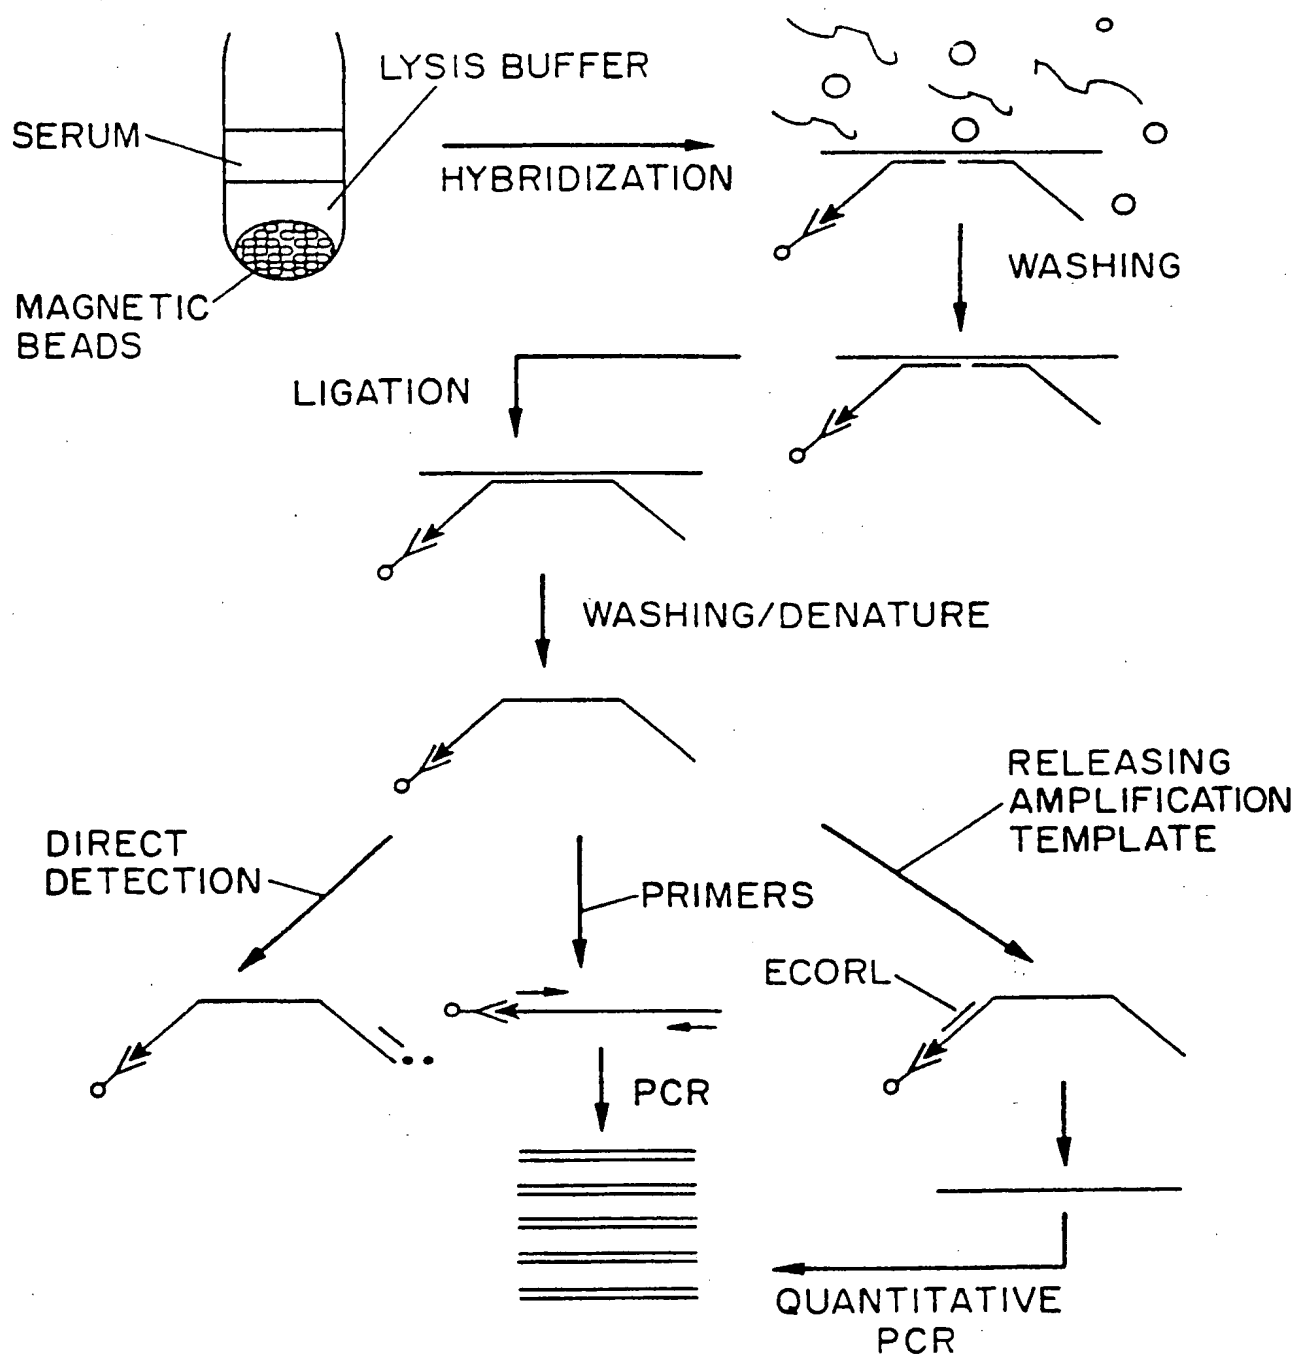 LYSIS BUFFER
SERUM
HYBRIDIZATION
MAGNETIC
BEADS
WASHING
LIGATION
WASHING/DENATURE
RELEASING
AMPLIFICATION
TEMPLATE
DIRECT
DETECTION
PRIMERS
ECORL
PCR
QUANTITATIVE
PCR